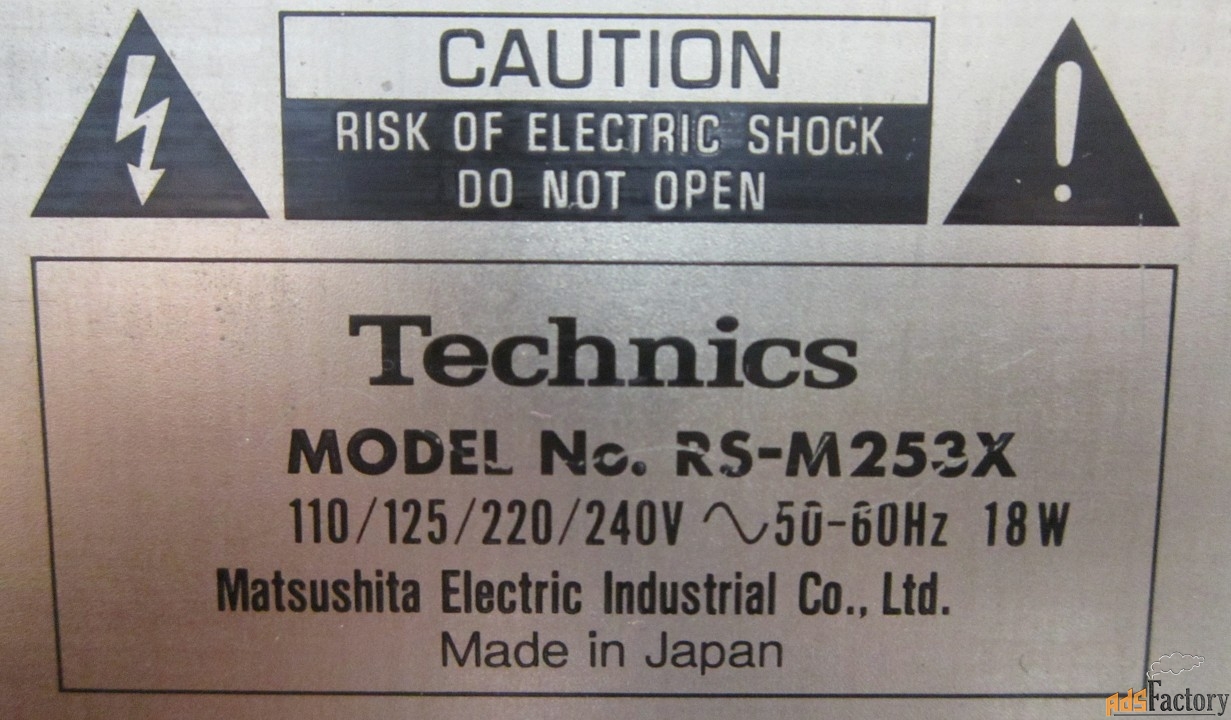 CAUTION
RISK OF ELECTRIC SHOCK
DO NOT OPEN
Technics
MODEL No. RS-M253X
110/125/220/240V ∿50-60Hz 18W
Matsushita Electric Industrial Co., Ltd.
Made in Japan
AdsFactory